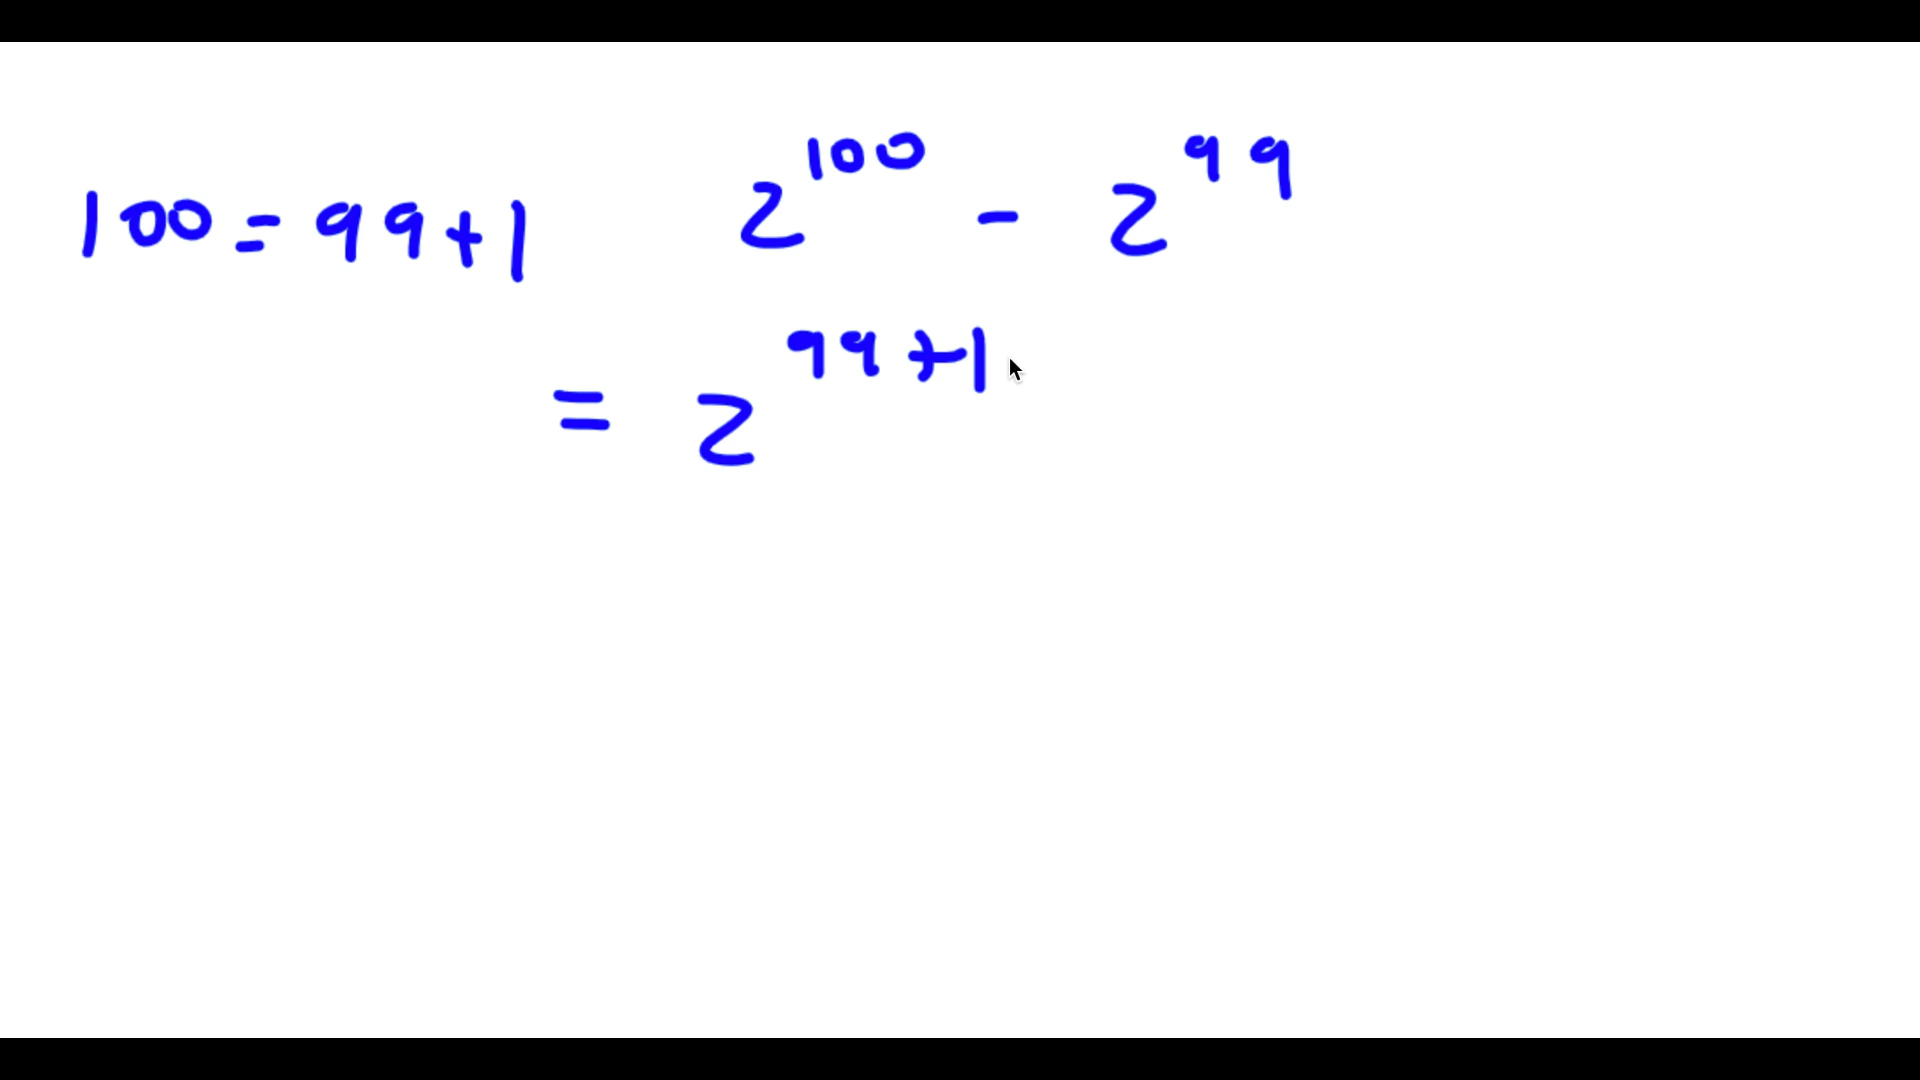 100 = 99 + 1
2^100 - 2^99
= 2^99+1